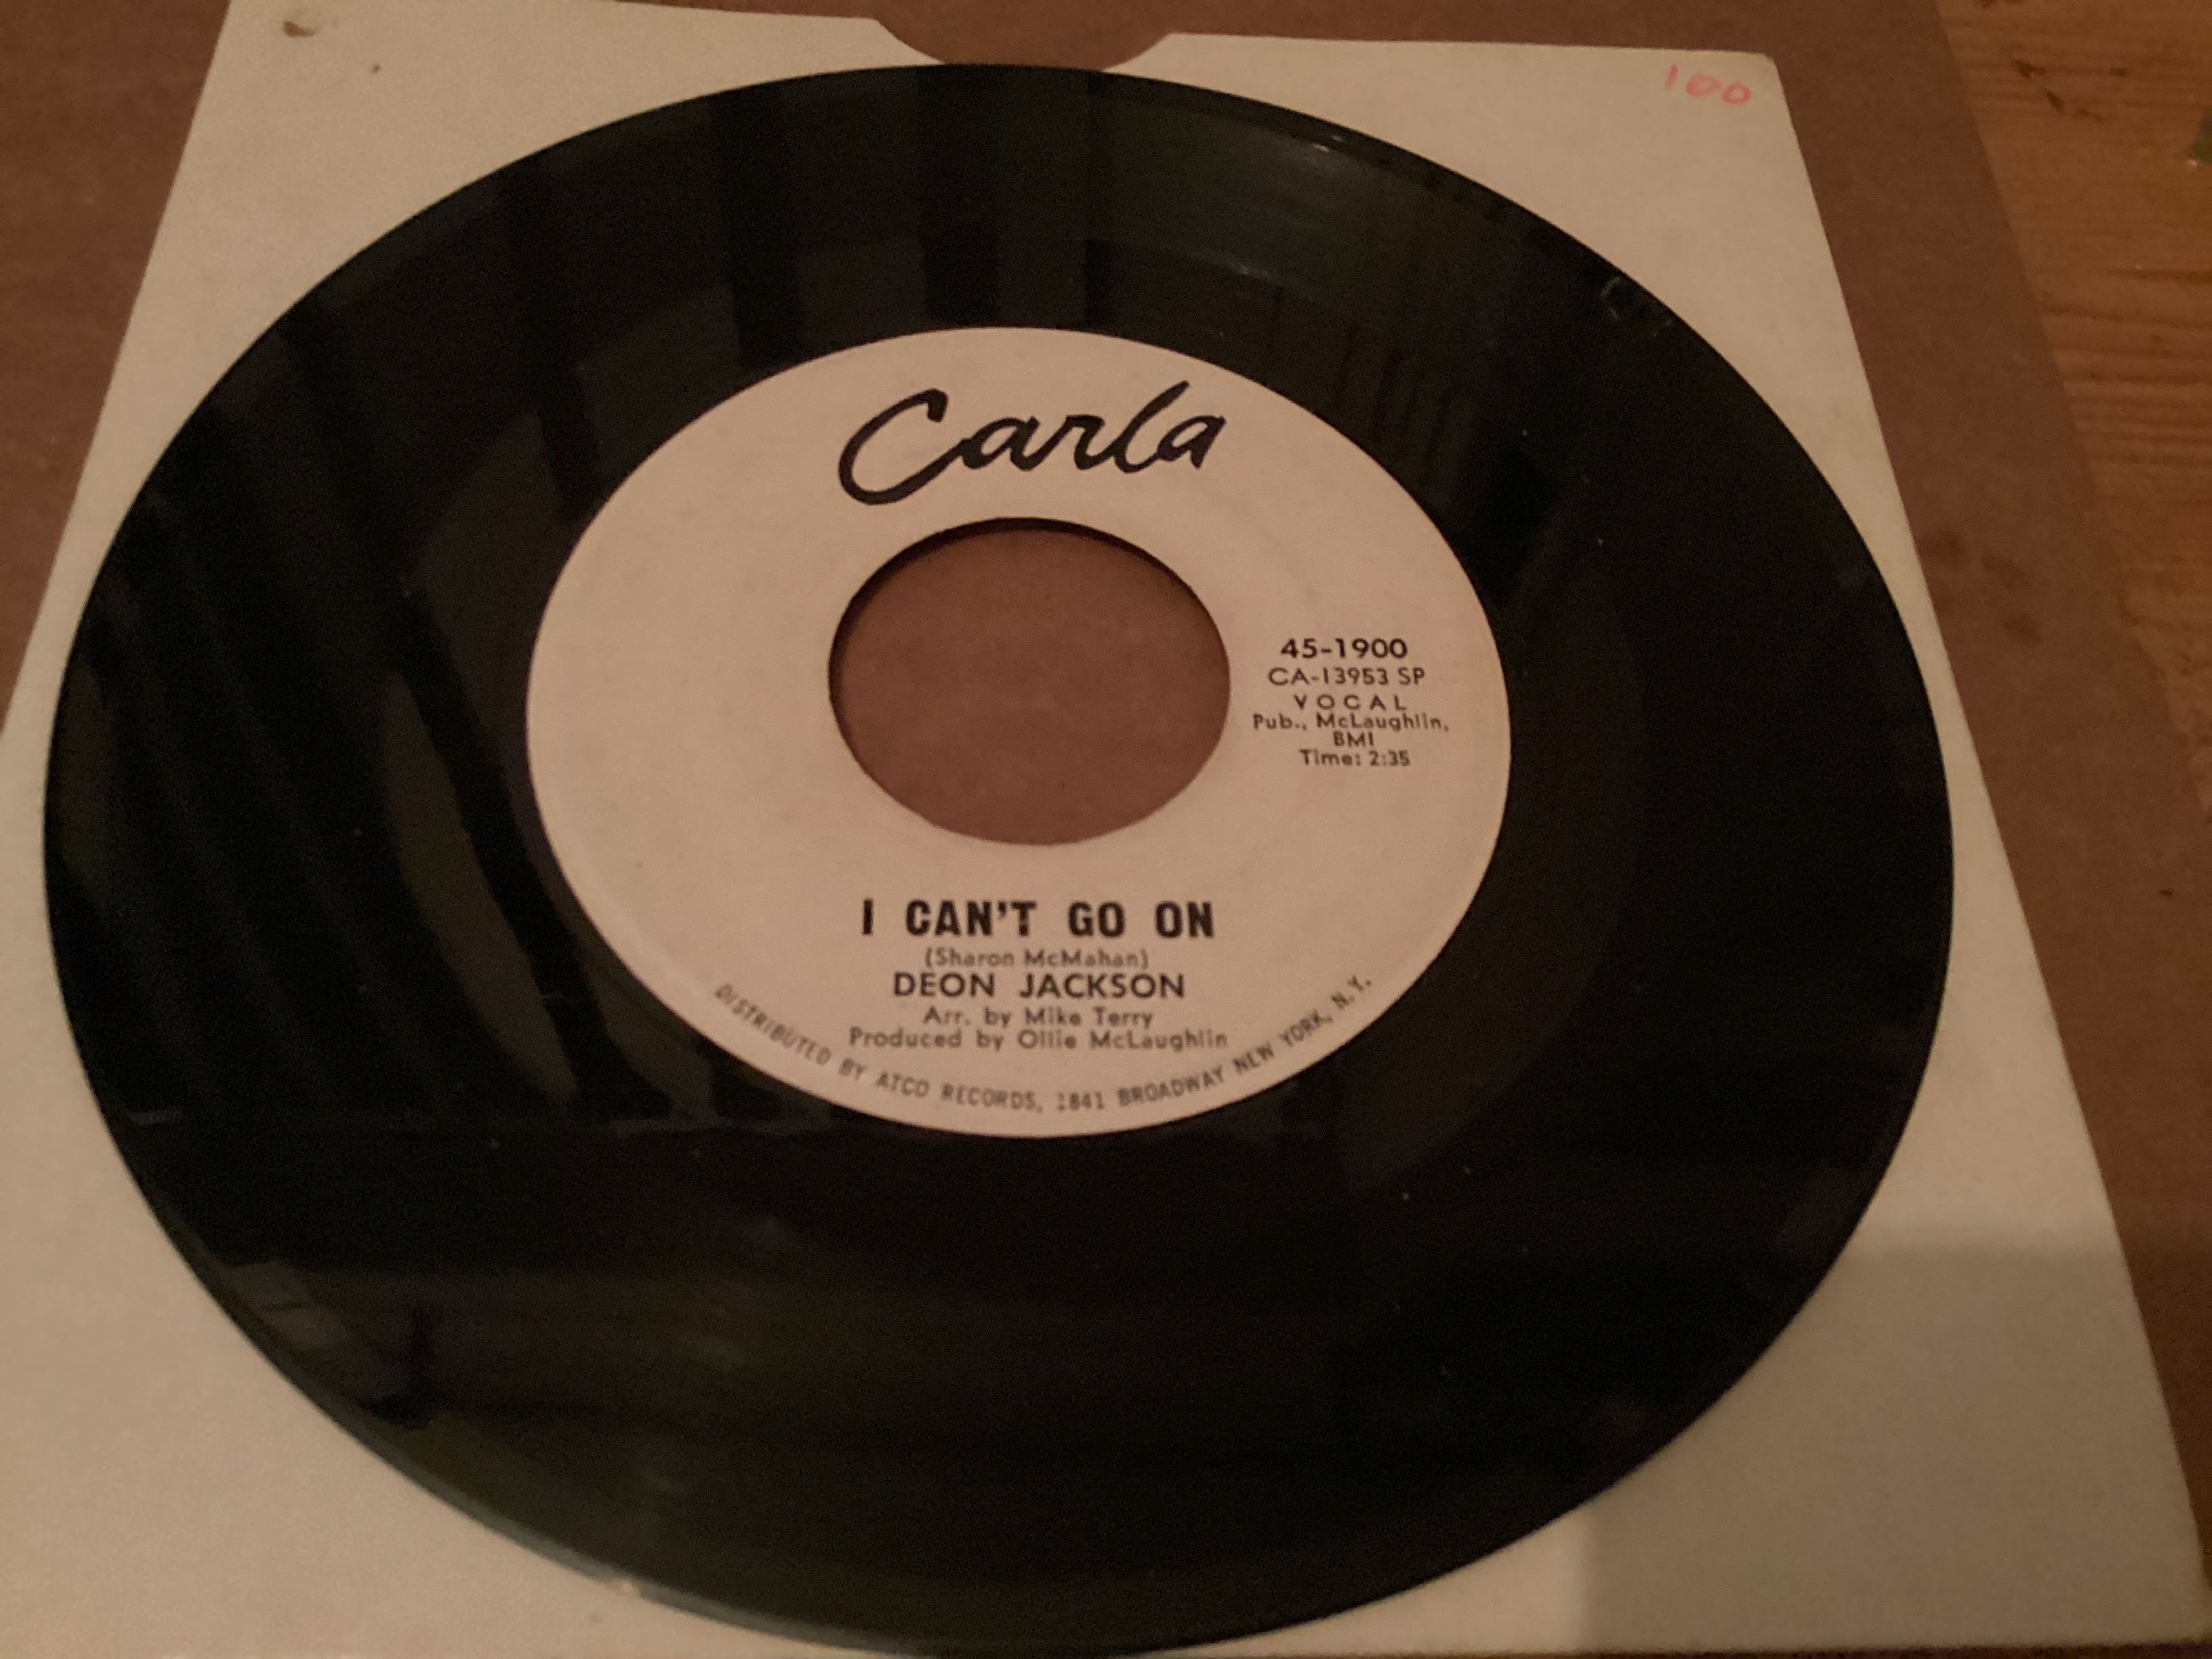 100
Carla
45-1900
CA-13953 SP
VOCAL
Pub., McLaughlin,
BMI
Time: 2:35
I CAN'T GO ON
(Sharon McMahan)
DEON JACKSON
Arr. by Mike Terry
Produced by Ollie McLaughlin
DISTRIBUTED BY ATCO RECORDS, 1841 BROADWAY NEW YORK, N.Y.